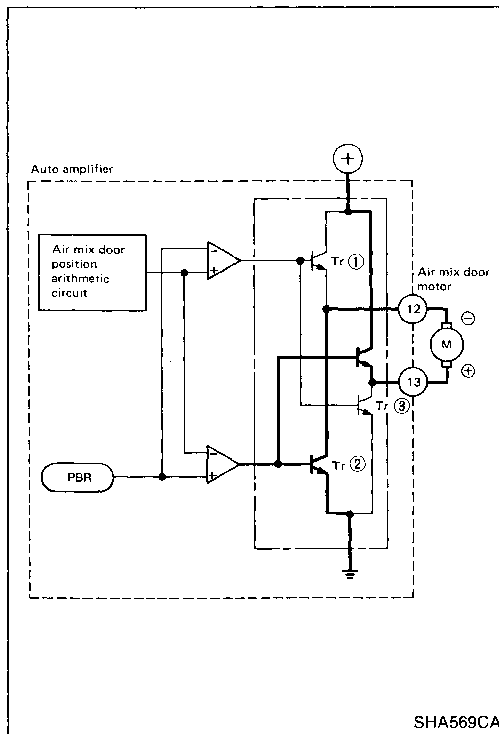 Auto amplifier
+
Air mix door
position
arithmetic
circuit
−
+
Tr ①
Air mix door
motor
12
⊖
M
13
⊕
Tr ③
−
+
Tr ②
PBR
SHA569CA